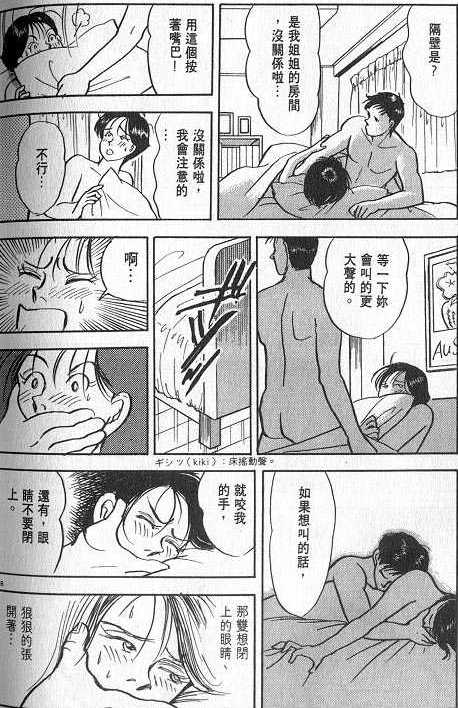 隔壁是?
是我姐姐的房間
,沒關係啦⋯
用這個按
著嘴巴!
沒關係啦,
我會注意的
不行⋯
等一下妳
會叫的更
大聲的。
AUS
啊⋯
ギシッ(kiki):床搖動聲。
如果想叫的話,
就咬我
的手,
還有,眼
睛不要閉
上。
那雙想閉
上的眼睛
狠狠的張
開著⋯